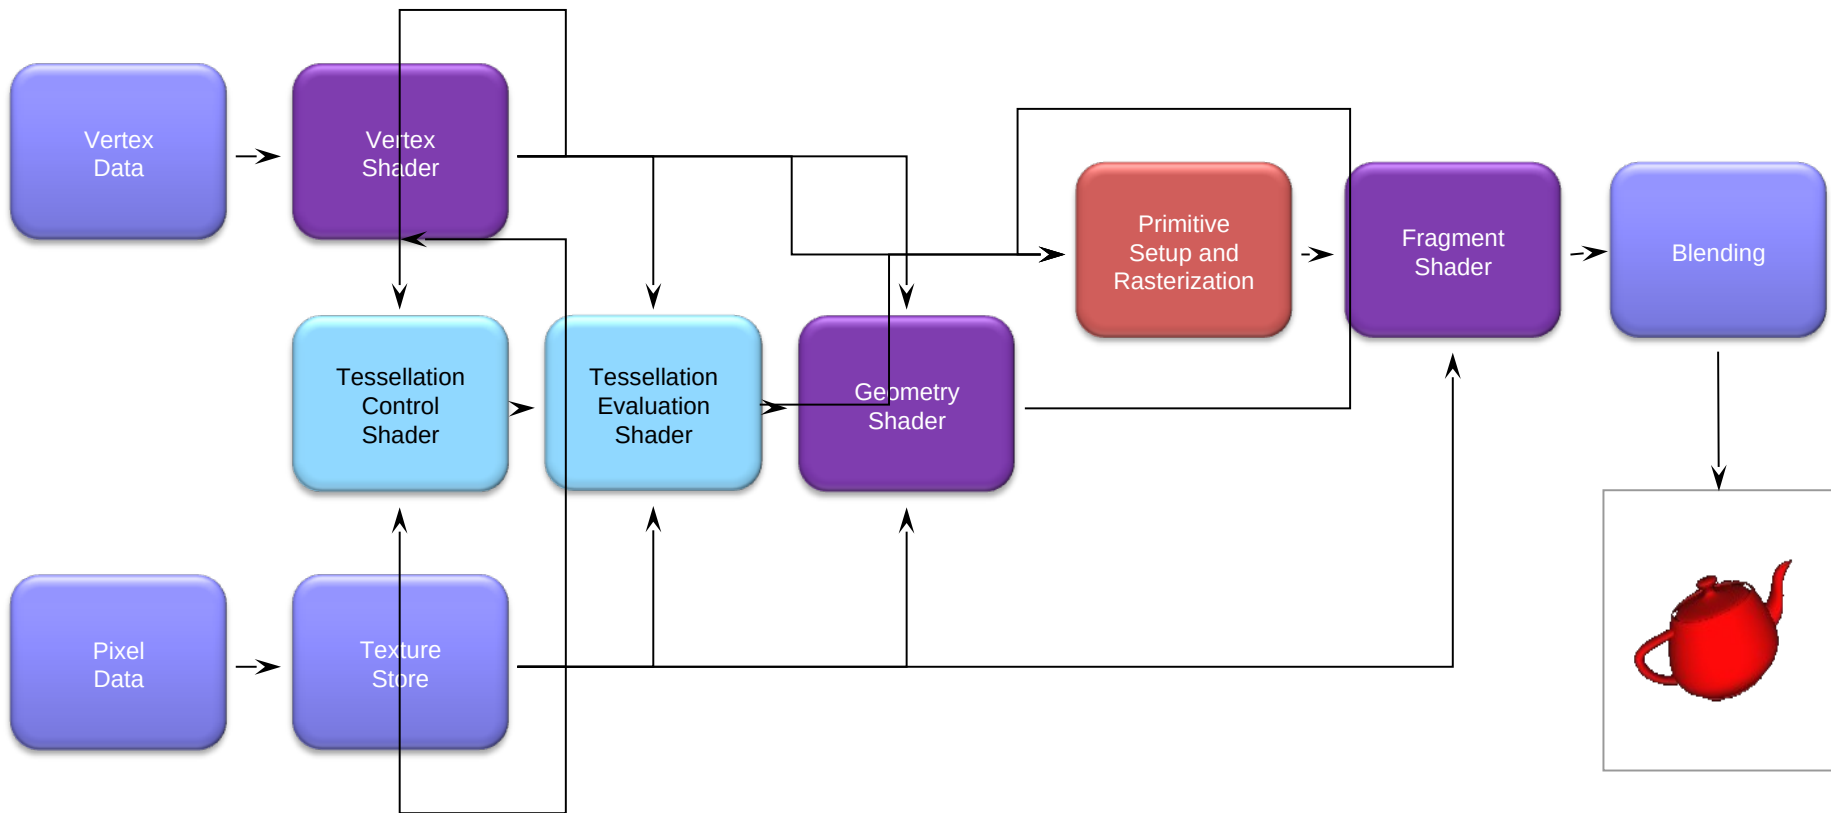 Vertex
Data
Vertex
Shader
Primitive
Setup and
Rasterization
Fragment
Shader
Blending
Tessellation
Control
Shader
Tessellation
Evaluation
Shader
Geometry
Shader
Pixel
Data
Texture
Store